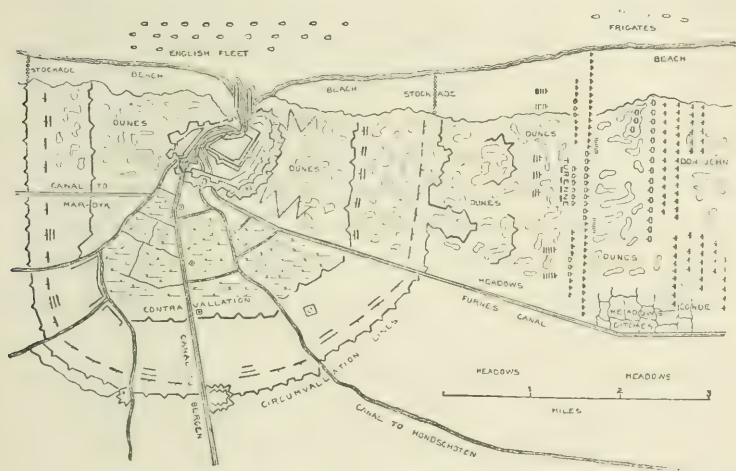 ENGLISH FLEET
FRIGATES
STOCKADE
BEACH
BEACH
STOCKADE
BEACH
DUNES
DUNES
DUNES
DUNES
DUNES
TURENNE
DON JOHN
CANAL TO
MARDYK
DUNES
MEADOWS
FURNES CANAL
MEADOWS
DITCHES
CONDE
CONTRAVALLATION
CANAL
BERGEN
CIRCUMVALLATION LINES
CANAL TO HONDSCHOTEN
MEADOWS
MEADOWS
1
2
3
MILES